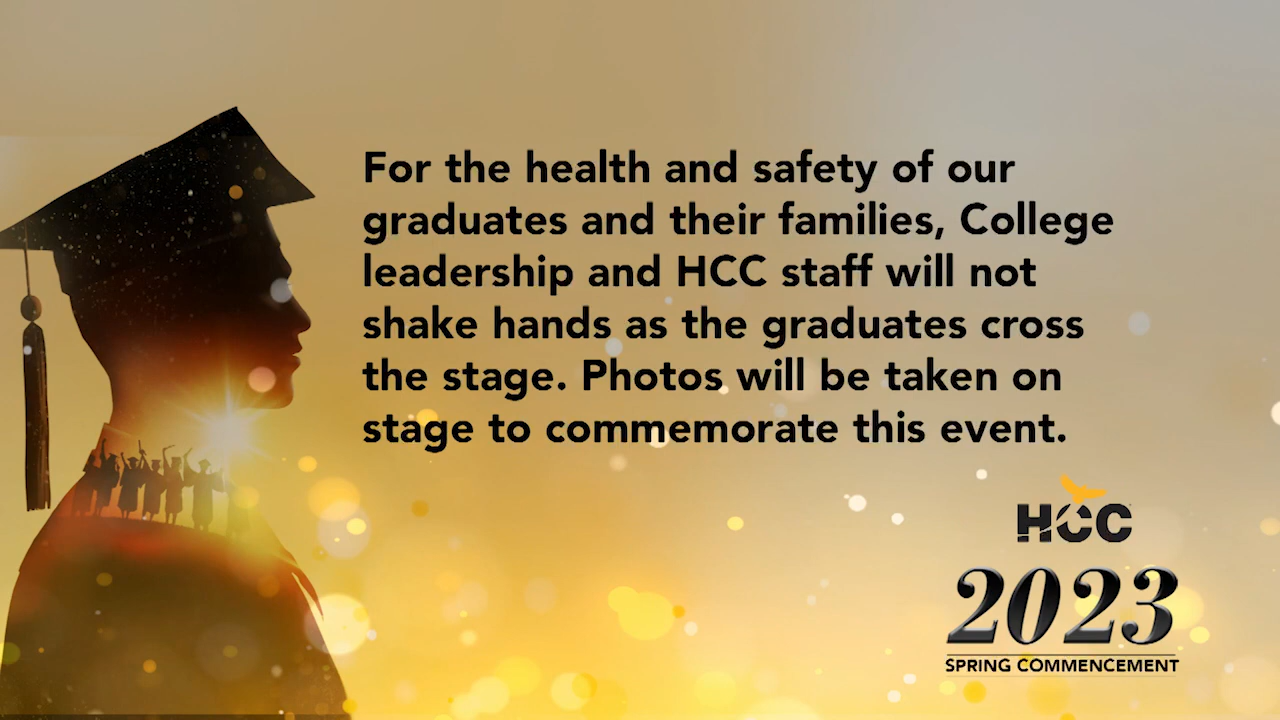 For the health and safety of our
graduates and their families, College
leadership and HCC staff will not
shake hands as the graduates cross
the stage. Photos will be taken on
stage to commemorate this event.
HCC
2023
SPRING COMMENCEMENT